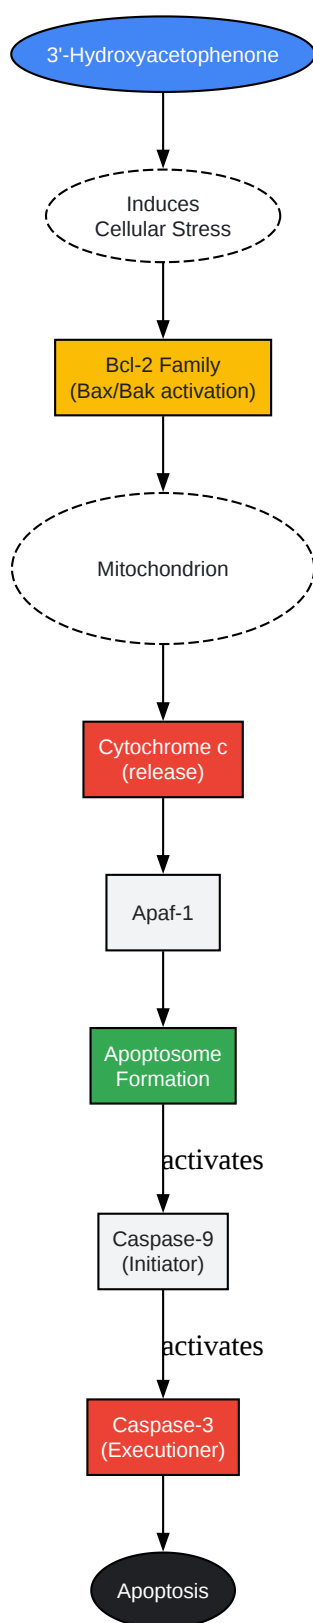 3'-Hydroxyacetophenone
Induces
Cellular Stress
Bcl-2 Family
(Bax/Bak activation)
Mitochondrion
Cytochrome c
(release)
Apaf-1
Apoptosome
Formation
activates
Caspase-9
(Initiator)
activates
Caspase-3
(Executioner)
Apoptosis